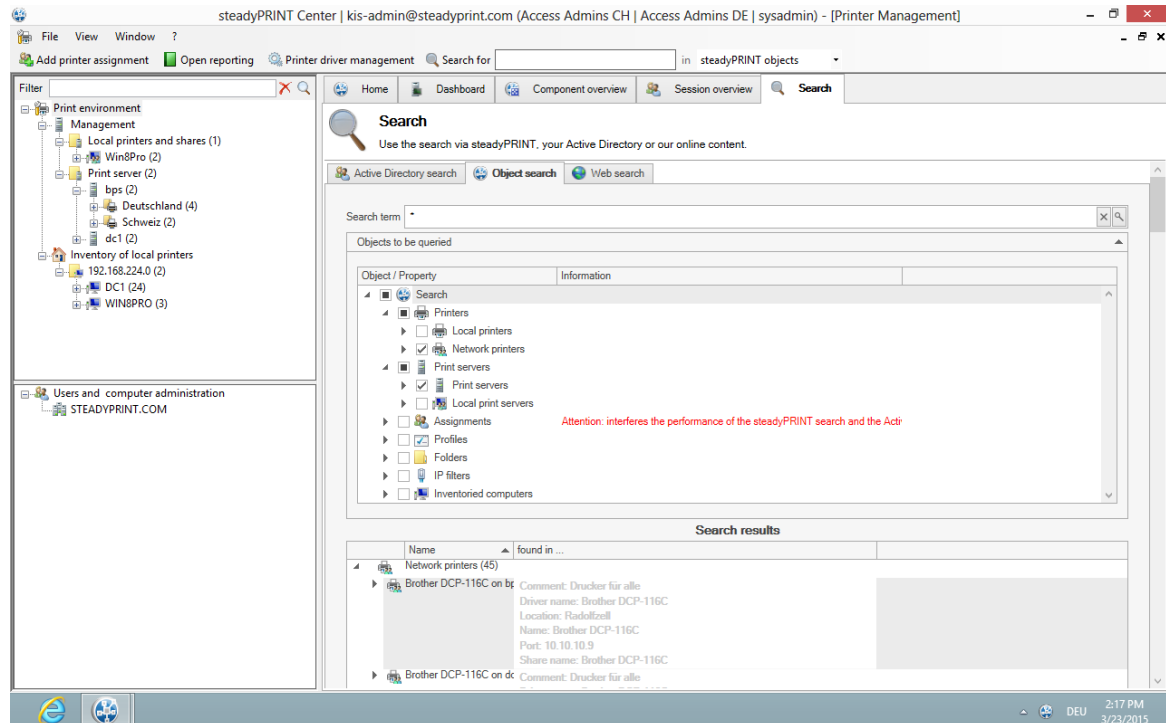 steadyPRINT Center | kis-admin@steadyprint.com (Access Admins CH | Access Admins DE | sysadmin) - [Printer Management]
File View Window ?
Add printer assignment Open reporting Printer driver management Search for in steadyPRINT objects
Filter
Print environment
Management
Local printers and shares (1)
Win8Pro (2)
Print server (2)
bps (2)
Deutschland (4)
Schweiz (2)
dc1 (2)
Inventory of local printers
192.168.224.0 (2)
DC1 (24)
WIN8PRO (3)
Users and computer administration
STEADYPRINT.COM
Home Dashboard Component overview Session overview Search
Search
Use the search via steadyPRINT, your Active Directory or our online content.
Active Directory search Object search Web search
Search term *
Objects to be queried
Object / Property Information
Search
Printers
Local printers
Network printers
Print servers
Print servers
Local print servers
Assignments Attention: interferes the performance of the steadyPRINT search and the Acti
Profiles
Folders
IP filters
Inventoried computers
Search results
Name found in ...
Network printers (45)
Brother DCP-116C on bp Comment: Drucker für alle
Driver name: Brother DCP-116C
Location: Radolfzell
Name: Brother DCP-116C
Port: 10.10.10.9
Share name: Brother DCP-116C
Brother DCP-116C on dc Comment: Drucker für alle
DEU 2:17 PM
3/23/2015